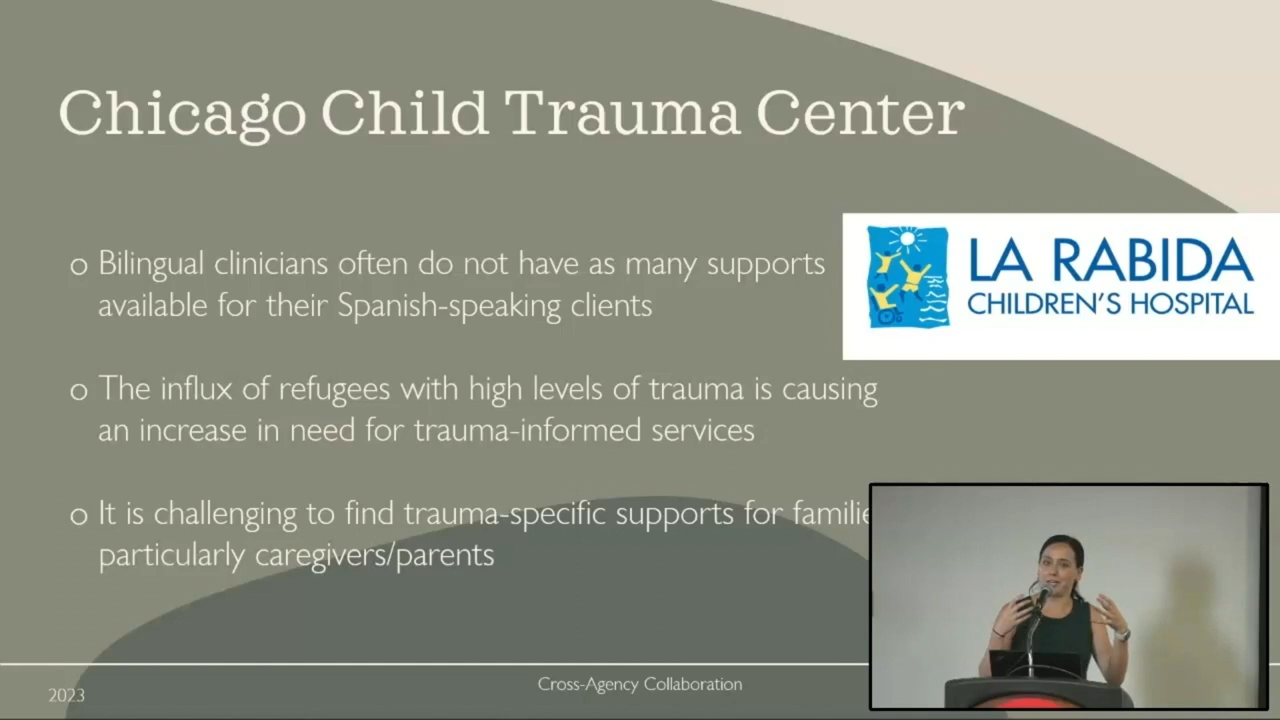 Chicago Child Trauma Center
o Bilingual clinicians often do not have as many supports
available for their Spanish-speaking clients
LA RABIDA
CHILDREN'S HOSPITAL
o The influx of refugees with high levels of trauma is causing
an increase in need for trauma-informed services
o It is challenging to find trauma-specific supports for
particularly caregivers/parents
2023
Cross-Agency Collaboration